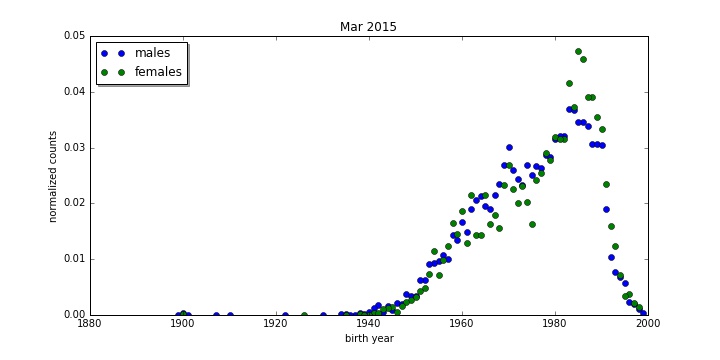 Mar 2015
0.05
0.04
0.03
0.02
0.01
0.00
normalized counts
males
females
1880 1900 1920 1940 1960 1980 2000
birth year